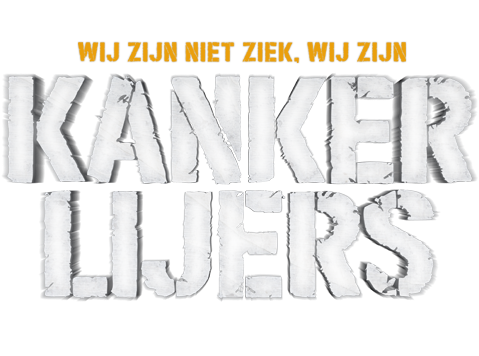 WIJ ZIJN NIET ZIEK, WIJ ZIJN
KANKER
LIJERS